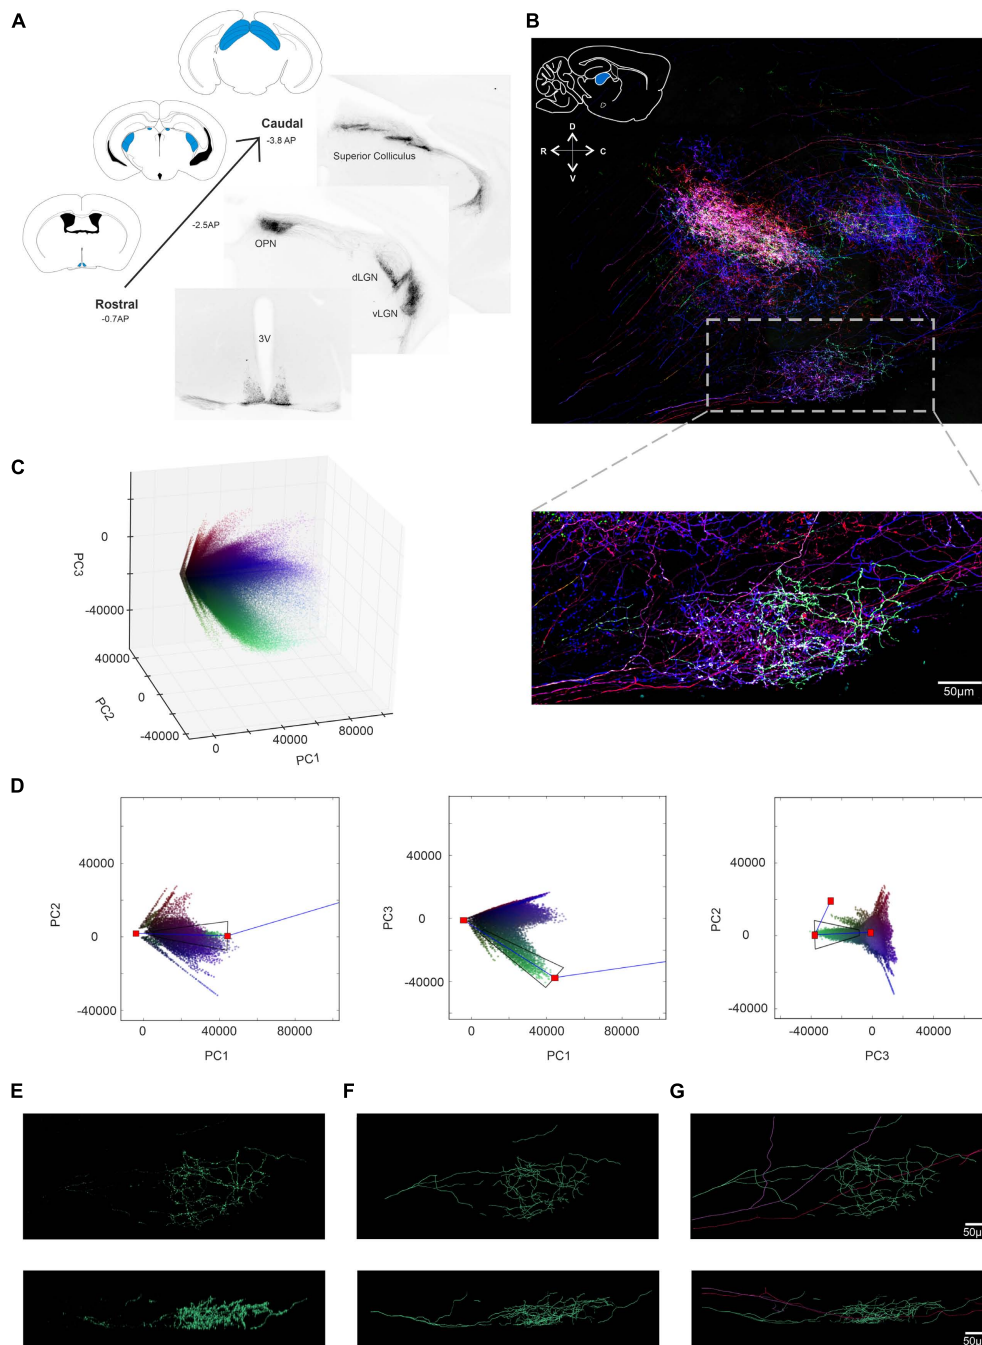 A
Caudal
-3.8 AP
Superior Colliculus
-2.5AP
OPN
dLGN
vLGN
Rostral
-0.7AP
3V
B
D
R
C
V
50µm
C
0
-40000
PC3
40000
0
-40000
PC2
0
40000
80000
PC1
D
40000
0
-40000
PC2
0
40000
80000
PC1
40000
0
-40000
PC3
0
40000
80000
PC1
40000
0
-40000
PC2
-40000
0
40000
PC3
E
F
G
50µ
50µ